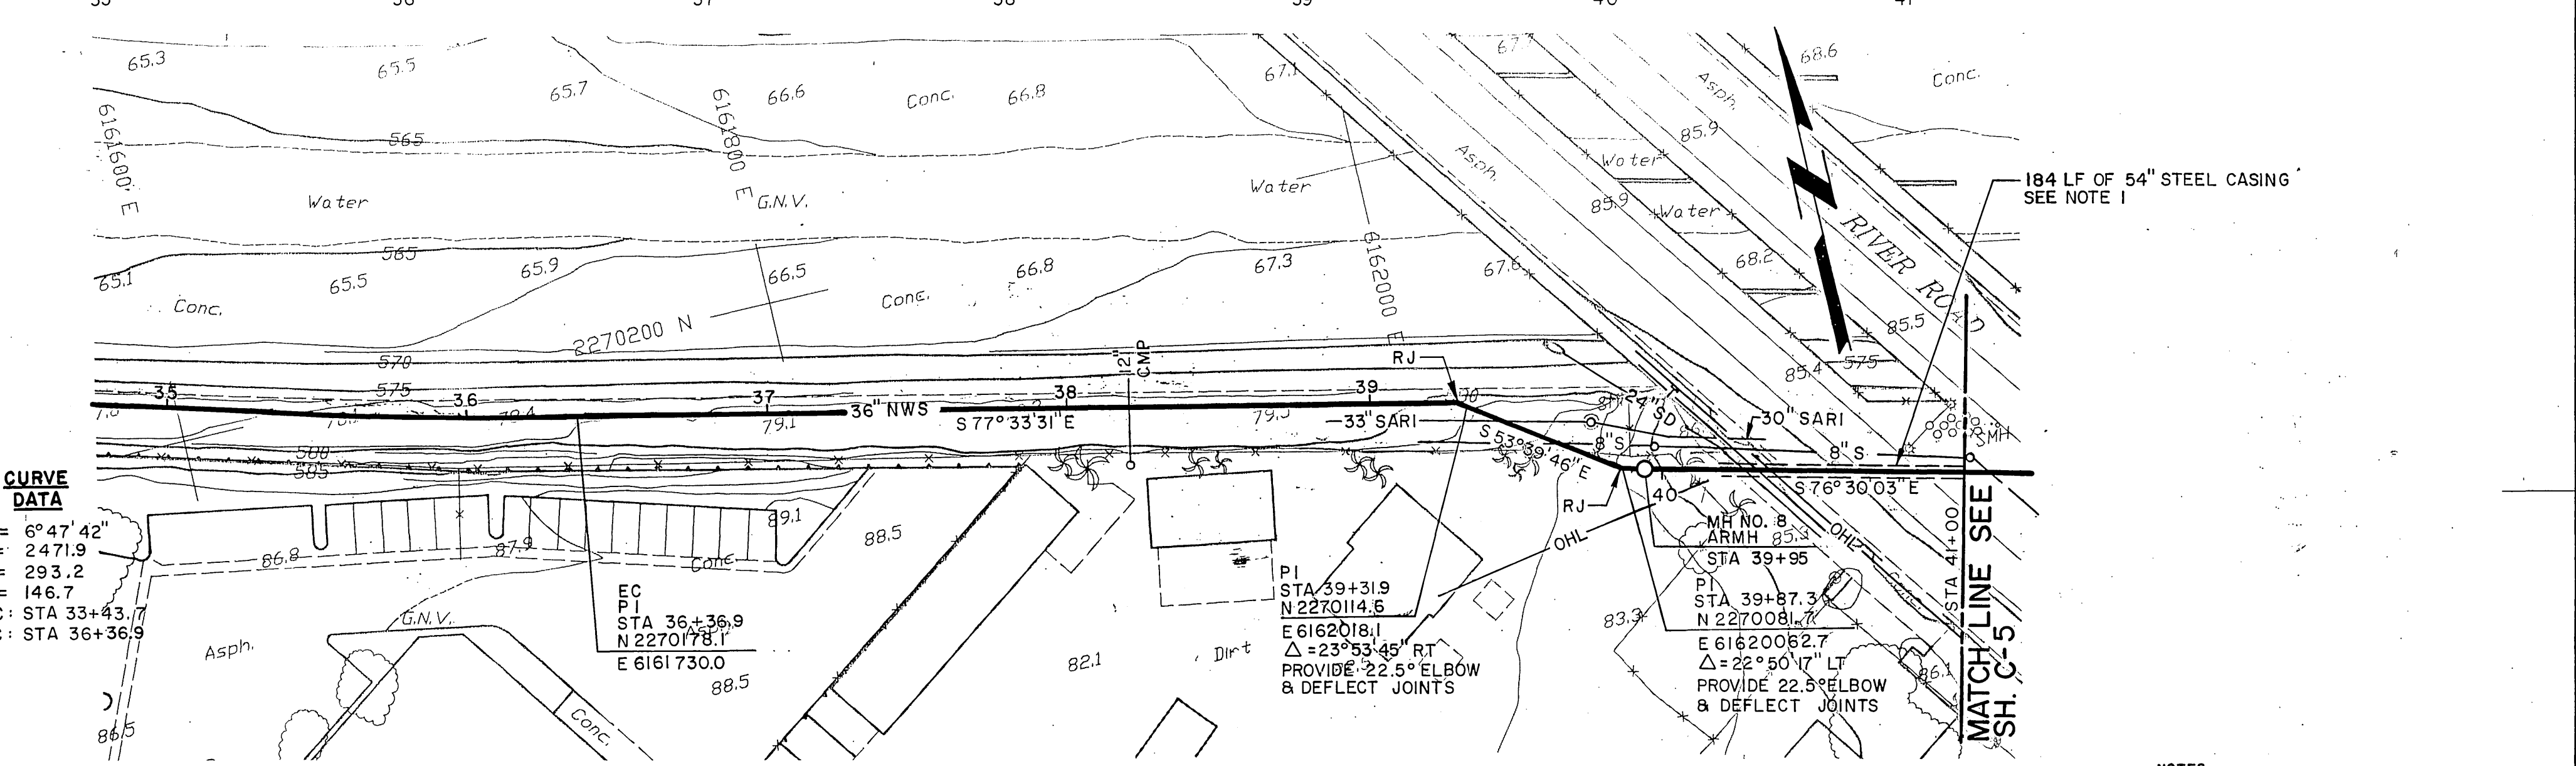 65.3
65.5
65.7
66.6
Conc.
66.8
67.1
67.7
68.6
Conc.
Asph.
6161600 E
565
6161800 E
Water
G.N.V.
Water
Asph.
85.9
Water
85.9
Water
RIVER ROAD
184 LF OF 54" STEEL CASING
SEE NOTE 1
565
65.1
65.5
65.9
66.5
66.8
67.3
67.6
68.2
Conc.
Conc.
2270200 N
6162000 E
85.5
575
85.4
570
575
12" CMP
RJ
35
36
37
38
39
36" NWS
S 77°33'31"E
79.1
33" SARI
24" SD
30" SARI
SMH
8"S
8"S
S 53°39'46"E
S 76°30'03"E
580
585
CURVE
DATA
= 6°47'42"
= 2471.9
= 293.2
= 146.7
C: STA 33+43.7
C: STA 36+36.9
86.8
87.9
89.1
88.5
Conc.
G.N.V.
Asph.
86.5
Conc.
EC
PI
STA 36+36.9
N 2270178.1
E 6161730.0
88.5
82.1
Dirt
PI
STA 39+31.9
N 2270114.6
E 6162018.1
△=23°53'45" RT
PROVIDE 22.5° ELBOW
& DEFLECT JOINTS
RJ
40
OHL
MH NO. 8
ARMH
STA 39+95
PI
STA 39+87.3
N 2270081.7
E 61620062.7
△=22°50'17" LT
PROVIDE 22.5°ELBOW
& DEFLECT JOINTS
83.3
OHL
86.1
STA 41+00
MATCH LINE SEE
SH. C-5